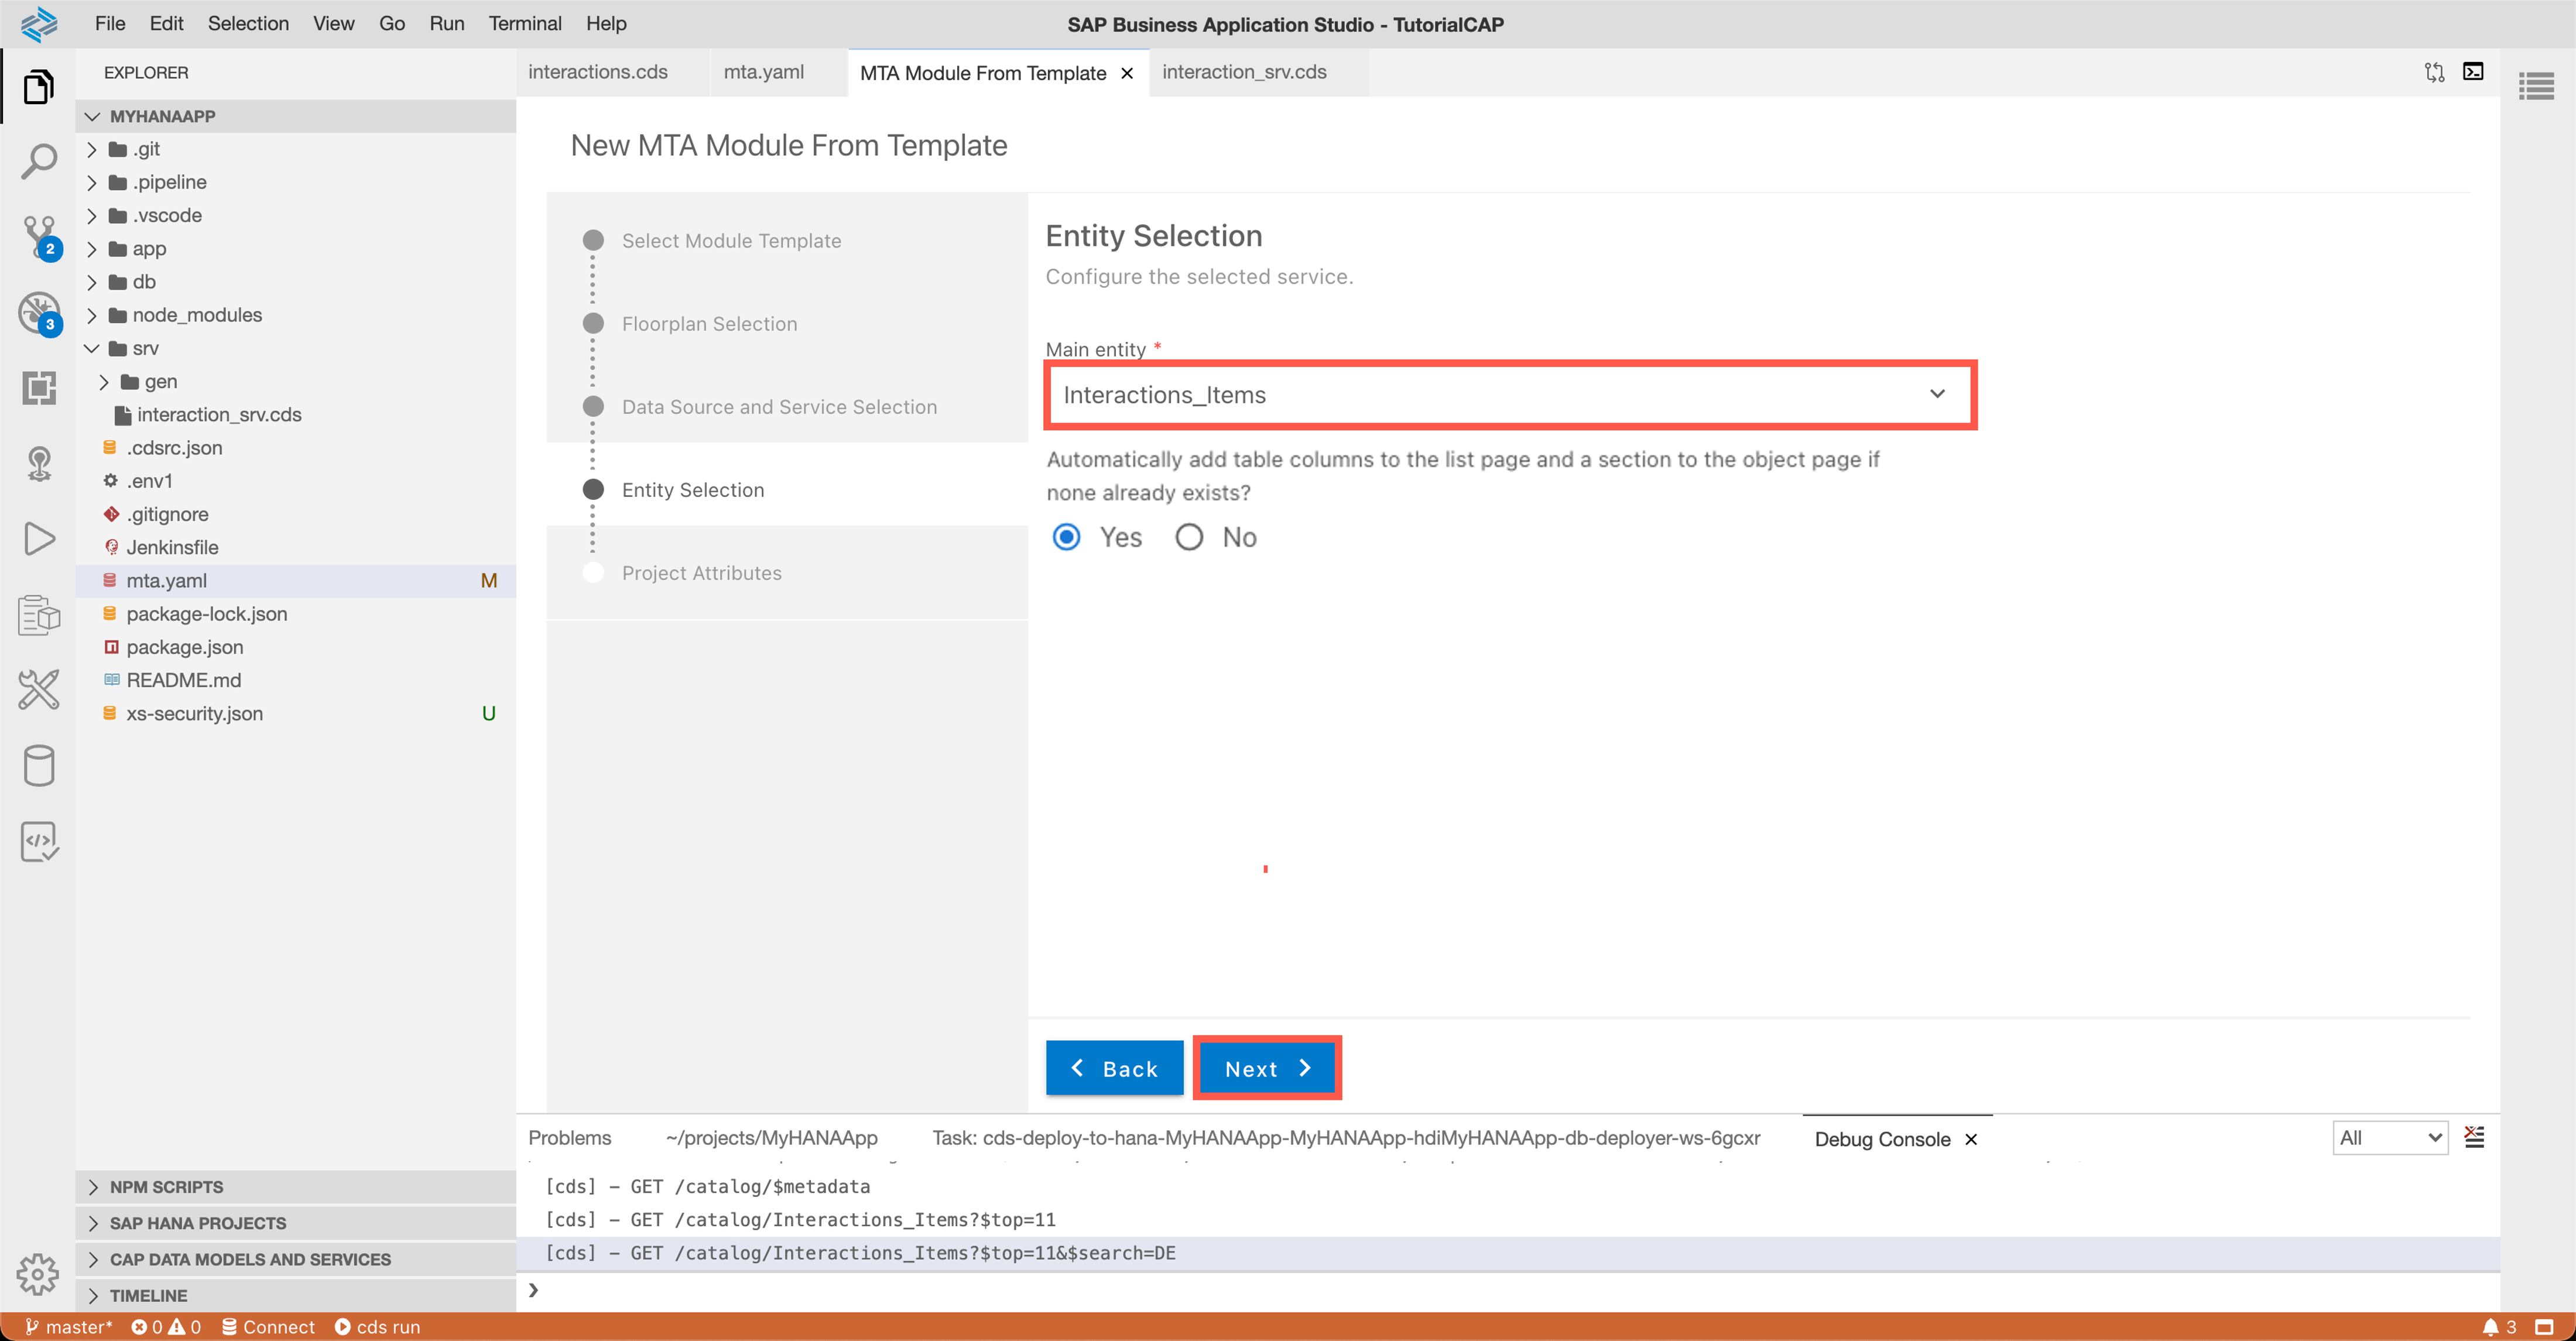 File Edit Selection View Go Run Terminal Help
SAP Business Application Studio - TutorialCAP
EXPLORER
MYHANAAPP
.git
.pipeline
.vscode
app
db
node_modules
srv
gen
interaction_srv.cds
.cdsrc.json
.env1
.gitignore
Jenkinsfile
mta.yaml M
package-lock.json
package.json
README.md
xs-security.json U
NPM SCRIPTS
SAP HANA PROJECTS
CAP DATA MODELS AND SERVICES
TIMELINE
2
3
interactions.cds mta.yaml MTA Module From Template interaction_srv.cds
New MTA Module From Template
Select Module Template
Floorplan Selection
Data Source and Service Selection
Entity Selection
Project Attributes
Entity Selection
Configure the selected service.
Main entity *
Interactions_Items
Automatically add table columns to the list page and a section to the object page if
none already exists?
Yes No
Back Next
Problems ~/projects/MyHANAApp Task: cds-deploy-to-hana-MyHANAApp-MyHANAApp-hdiMyHANAApp-db-deployer-ws-6gcxr Debug Console All
[cds] - GET /catalog/$metadata
[cds] - GET /catalog/Interactions_Items?$top=11
[cds] - GET /catalog/Interactions_Items?$top=11&$search=DE
master* 0 0 Connect cds run 3